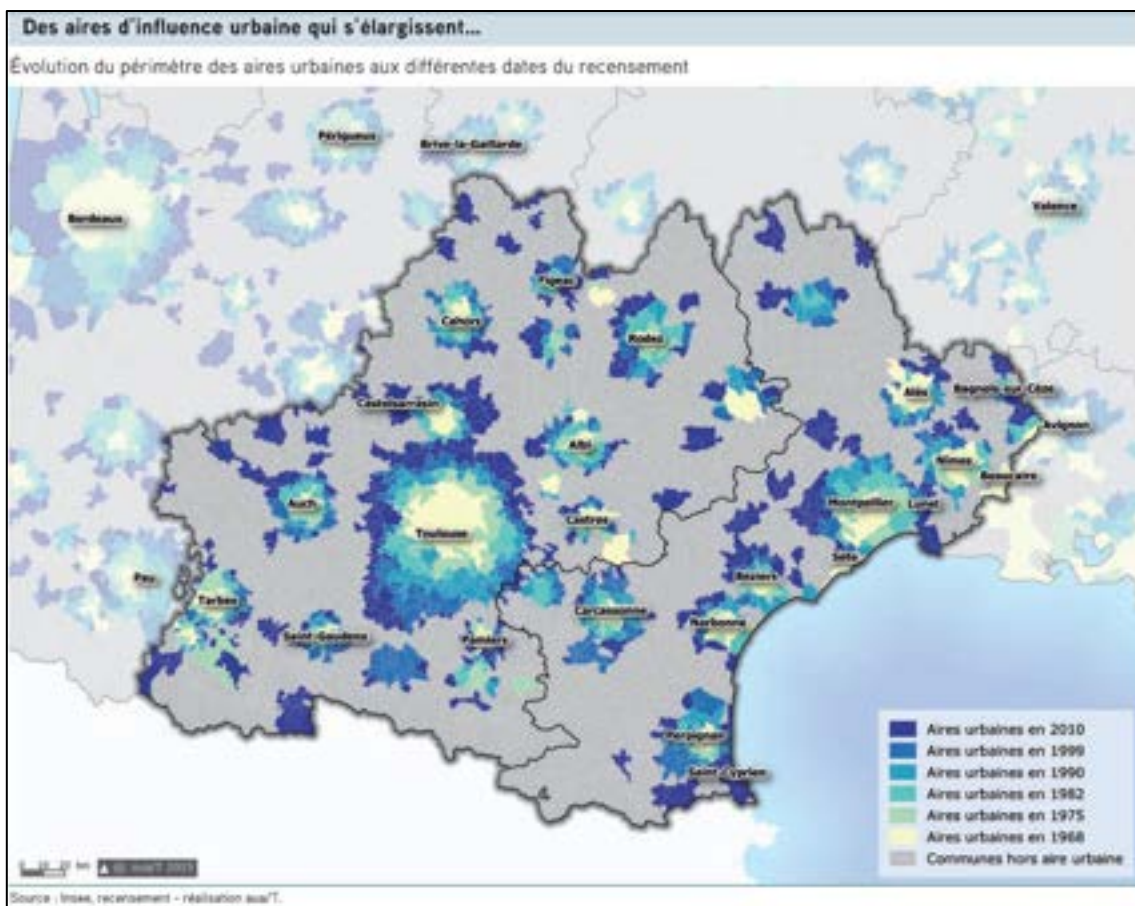 Des aires d'influence urbaine qui s'élargissent...
Évolution du périmètre des aires urbaines aux différentes dates du recensement
Périgueux
Brive-la-Gaillarde
Bordeaux
Valence
Figeac
Cahors
Rodez
Alès
Bagnols-sur-Cèze
Castelsarrasin
Avignon
Albi
Nîmes
Beaucaire
Auch
Montpellier
Lunel
Toulouse
Castres
Sète
Pau
Béziers
Tarbes
Carcassonne
Narbonne
Saint-Gaudens
Pamiers
Perpignan
Saint-Cyprien
Aires urbaines en 2010
Aires urbaines en 1999
Aires urbaines en 1990
Aires urbaines en 1982
Aires urbaines en 1975
Aires urbaines en 1968
Communes hors aire urbaine
km
Source : Insee, recensement - réalisation aua/T.